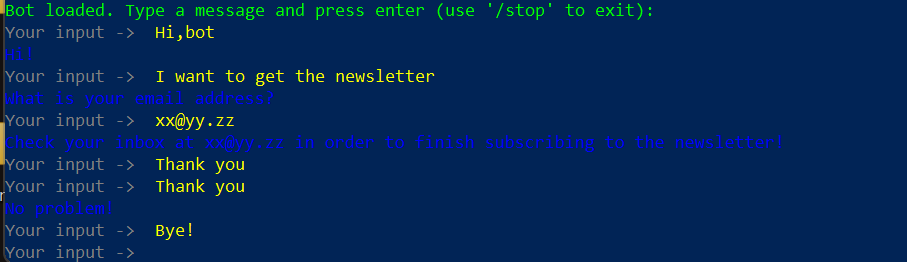 Bot loaded. Type a message and press enter (use '/stop' to exit):
Your input -> Hi,bot
Hi!
Your input -> I want to get the newsletter
What is your email address?
Your input -> xx@yy.zz
Check your inbox at xx@yy.zz in order to finish subscribing to the newsletter!
Your input -> Thank you
Your input -> Thank you
No problem!
Your input -> Bye!
Your input ->